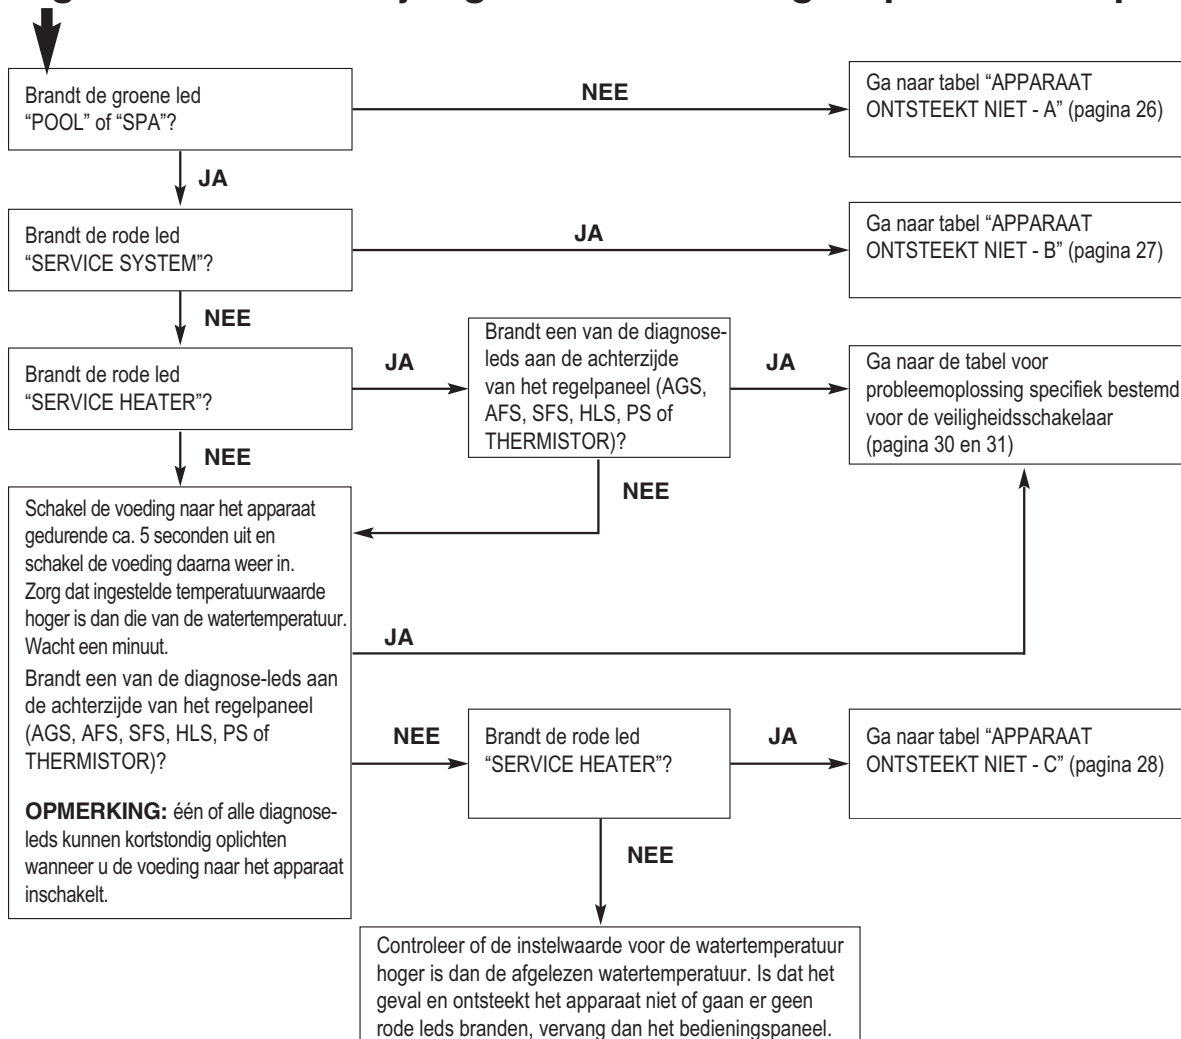 Brandt de groene led
“POOL” of “SPA”?
NEE
Ga naar tabel “APPARAAT
ONTSTEEKT NIET - A” (pagina 26)
JA
Brandt de rode led
“SERVICE SYSTEM”?
JA
Ga naar tabel “APPARAAT
ONTSTEEKT NIET - B” (pagina 27)
NEE
Brandt de rode led
“SERVICE HEATER”?
JA
Brandt een van de diagnose-
leds aan de achterzijde
van het regelpaneel (AGS,
AFS, SFS, HLS, PS of
THERMISTOR)?
JA
Ga naar de tabel voor
probleemoplossing specifiek bestemd
voor de veiligheidsschakelaar
(pagina 30 en 31)
NEE
NEE
Schakel de voeding naar het apparaat
gedurende ca. 5 seconden uit en
schakel de voeding daarna weer in.
Zorg dat ingestelde temperatuurwaarde
hoger is dan die van de watertemperatuur.
Wacht een minuut.
Brandt een van de diagnose-leds aan
de achterzijde van het regelpaneel
(AGS, AFS, SFS, HLS, PS of
THERMISTOR)?
OPMERKING: één of alle diagnose-
leds kunnen kortstondig oplichten
wanneer u de voeding naar het apparaat
inschakelt.
JA
NEE
Brandt de rode led
“SERVICE HEATER”?
JA
Ga naar tabel “APPARAAT
ONTSTEEKT NIET - C” (pagina 28)
NEE
Controleer of de instelwaarde voor de watertemperatuur
hoger is dan de afgelezen watertemperatuur. Is dat het
geval en ontsteekt het apparaat niet of gaan er geen
rode leds branden, vervang dan het bedieningspaneel.